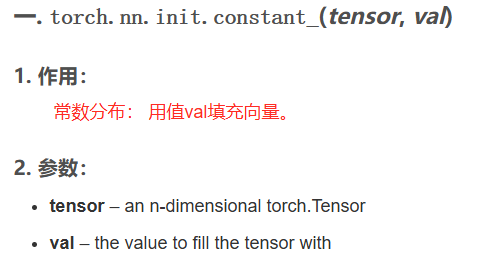 一. torch.nn.init.constant_(tensor, val)
1. 作用：
常数分布： 用值val填充向量。
2. 参数：
• tensor – an n-dimensional torch.Tensor
• val – the value to fill the tensor with